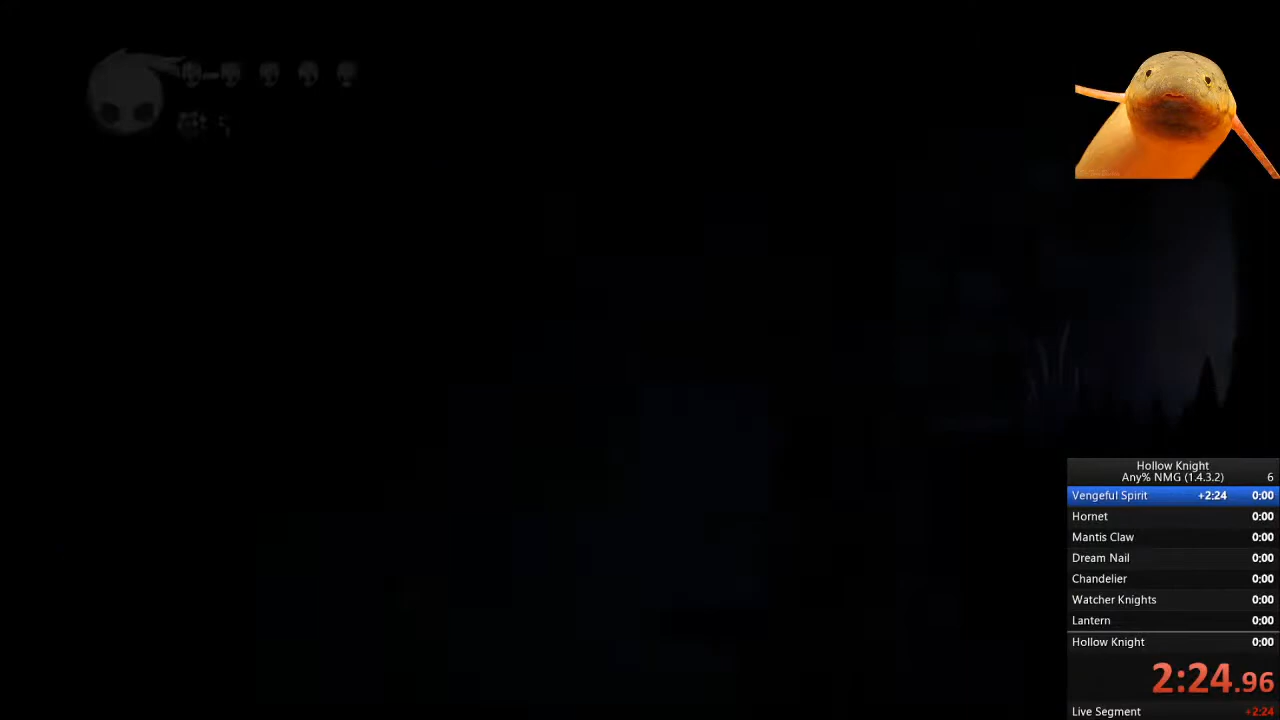 Hollow Knight
Any% NMG (1.4.3.2) 6
Vengeful Spirit +2:24 0:00
Hornet 0:00
Mantis Claw 0:00
Dream Nail 0:00
Chandelier 0:00
Watcher Knights 0:00
Lantern 0:00
Hollow Knight 0:00
2:24.96
Live Segment +2:24